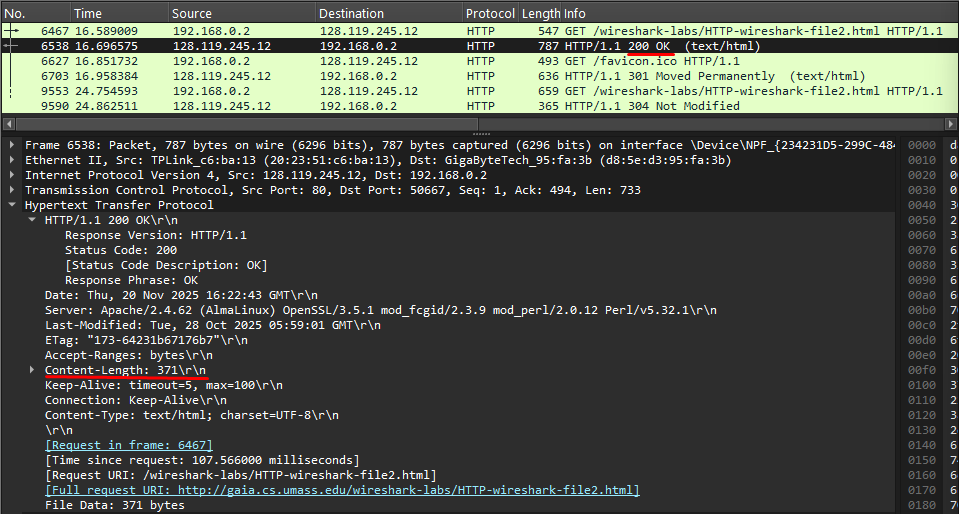 No. Time Source Destination Protocol Length Info
6467 16.589009 192.168.0.2 128.119.245.12 HTTP 547 GET /wireshark-labs/HTTP-wireshark-file2.html HTTP/1.1
6538 16.696575 128.119.245.12 192.168.0.2 HTTP 787 HTTP/1.1 200 OK (text/html)
6627 16.851732 192.168.0.2 128.119.245.12 HTTP 493 GET /favicon.ico HTTP/1.1
6703 16.958384 128.119.245.12 192.168.0.2 HTTP 636 HTTP/1.1 301 Moved Permanently (text/html)
9553 24.754593 192.168.0.2 128.119.245.12 HTTP 659 GET /wireshark-labs/HTTP-wireshark-file2.html HTTP/1.1
9590 24.862511 128.119.245.12 192.168.0.2 HTTP 365 HTTP/1.1 304 Not Modified
Frame 6538: Packet, 787 bytes on wire (6296 bits), 787 bytes captured (6296 bits) on interface \Device\NPF_{234231D5-299C-484 0000 d
Ethernet II, Src: TPLink_c6:ba:13 (20:23:51:c6:ba:13), Dst: GigaByteTech_95:fa:3b (d8:5e:d3:95:fa:3b) 0010 0
Internet Protocol Version 4, Src: 128.119.245.12, Dst: 192.168.0.2 0020 0
Transmission Control Protocol, Src Port: 80, Dst Port: 50667, Seq: 1, Ack: 494, Len: 733 0030 0
Hypertext Transfer Protocol 0040 3
HTTP/1.1 200 OK\r\n 0050 2
Response Version: HTTP/1.1 0060 3
Status Code: 200 0070 6
[Status Code Description: OK] 0080 3
Response Phrase: OK 0090 6
Date: Thu, 20 Nov 2025 16:22:43 GMT\r\n 00a0 6
Server: Apache/2.4.62 (AlmaLinux) OpenSSL/3.5.1 mod_fcgid/2.3.9 mod_perl/2.0.12 Perl/v5.32.1\r\n 00b0 7
Last-Modified: Tue, 28 Oct 2025 05:59:01 GMT\r\n 00c0 2
ETag: "173-64231b67176b7"\r\n 00d0 6
Accept-Ranges: bytes\r\n 00e0 2
Content-Length: 371\r\n 00f0 3
Keep-Alive: timeout=5, max=100\r\n 0100 3
Connection: Keep-Alive\r\n 0110 2
Content-Type: text/html; charset=UTF-8\r\n 0120 3
\r\n 0130 2
[Request in frame: 6467] 0140 6
[Time since request: 107.566000 milliseconds] 0150 7
[Request URI: /wireshark-labs/HTTP-wireshark-file2.html] 0160 6
[Full request URI: http://gaia.cs.umass.edu/wireshark-labs/HTTP-wireshark-file2.html] 0170 6
File Data: 371 bytes 0180 7